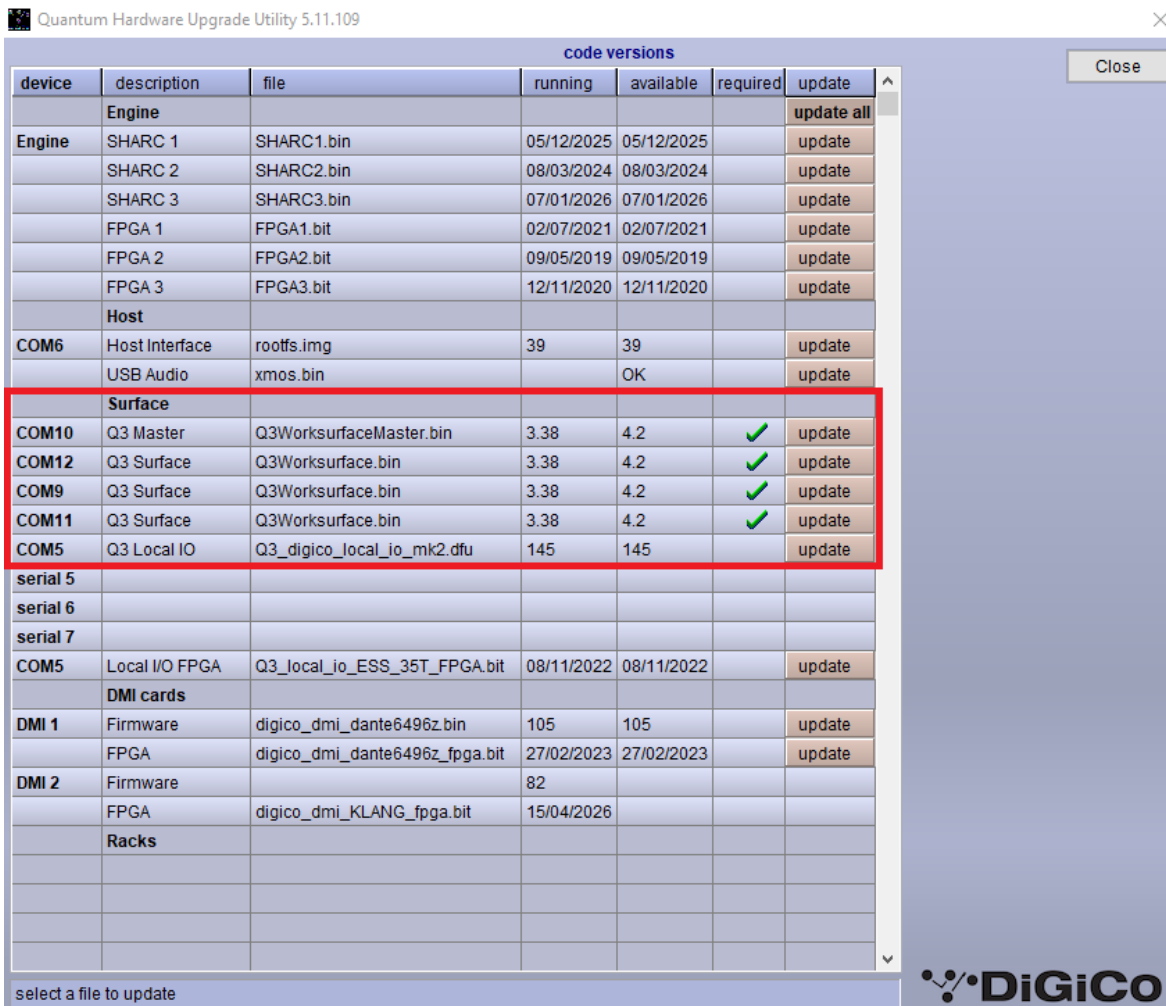 Quantum Hardware Upgrade Utility 5.11.109
code versions
Close
device description file running available required update
Engine update all
Engine SHARC 1 SHARC1.bin 05/12/2025 05/12/2025 update
SHARC 2 SHARC2.bin 08/03/2024 08/03/2024 update
SHARC 3 SHARC3.bin 07/01/2026 07/01/2026 update
FPGA 1 FPGA1.bit 02/07/2021 02/07/2021 update
FPGA 2 FPGA2.bit 09/05/2019 09/05/2019 update
FPGA 3 FPGA3.bit 12/11/2020 12/11/2020 update
Host
COM6 Host Interface rootfs.img 39 39 update
USB Audio xmos.bin OK update
Surface
COM10 Q3 Master Q3WorksurfaceMaster.bin 3.38 4.2 update
COM12 Q3 Surface Q3Worksurface.bin 3.38 4.2 update
COM9 Q3 Surface Q3Worksurface.bin 3.38 4.2 update
COM11 Q3 Surface Q3Worksurface.bin 3.38 4.2 update
COM5 Q3 Local IO Q3_digico_local_io_mk2.dfu 145 145 update
serial 5
serial 6
serial 7
COM5 Local I/O FPGA Q3_local_io_ESS_35T_FPGA.bit 08/11/2022 08/11/2022 update
DMI cards
DMI 1 Firmware digico_dmi_dante6496z.bin 105 105 update
FPGA digico_dmi_dante6496z_fpga.bit 27/02/2023 27/02/2023 update
DMI 2 Firmware 82
FPGA digico_dmi_KLANG_fpga.bit 15/04/2026
Racks
select a file to update
DiGiCo